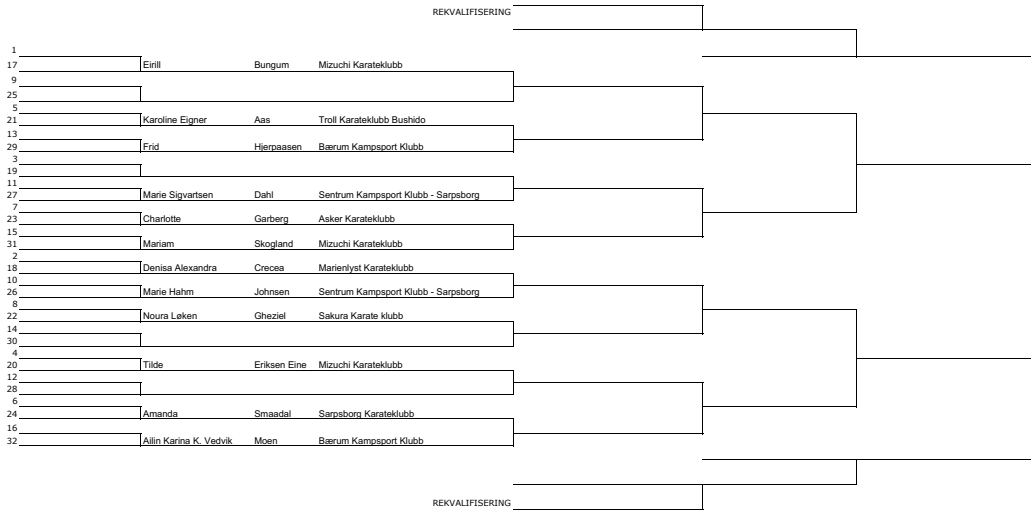 REKVALIFISERING
1
17 Eirill Bungum Mizuchi Karateklubb
9
25
5
21 Karoline Eigner Aas Troll Karateklubb Bushido
13
29 Frid Hjerpaasen Bærum Kampsport Klubb
3
19
11
27 Marie Sigvartsen Dahl Sentrum Kampsport Klubb - Sarpsborg
7
23 Charlotte Garberg Asker Karateklubb
15
31 Mariam Skogland Mizuchi Karateklubb
2
18 Denisa Alexandra Crecea Marienlyst Karateklubb
10
26 Marie Hahm Johnsen Sentrum Kampsport Klubb - Sarpsborg
8
22 Noura Løken Gheziel Sakura Karate klubb
14
30
4
20 Tilde Eriksen Eine Mizuchi Karateklubb
12
28
6
24 Amanda Smaadal Sarpsborg Karateklubb
16
32 Ailin Karina K. Vedvik Moen Bærum Kampsport Klubb
REKVALIFISERING